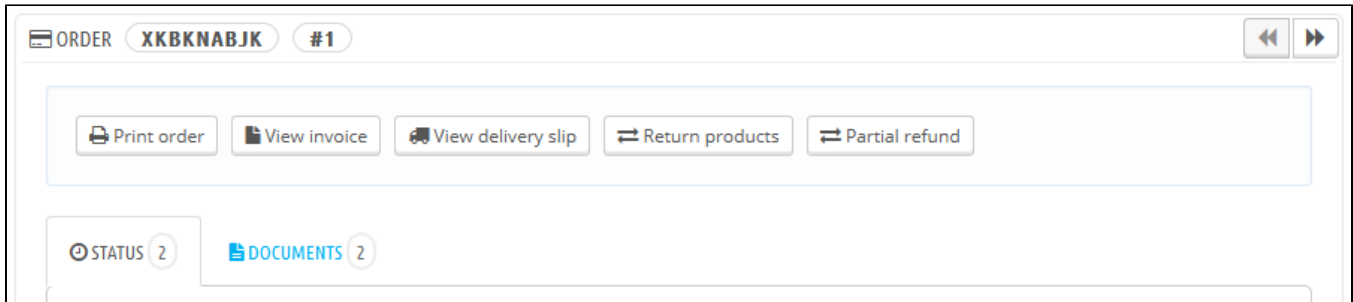 ORDER XKBKNABJK #1
Print order View invoice View delivery slip Return products Partial refund
STATUS 2 DOCUMENTS 2